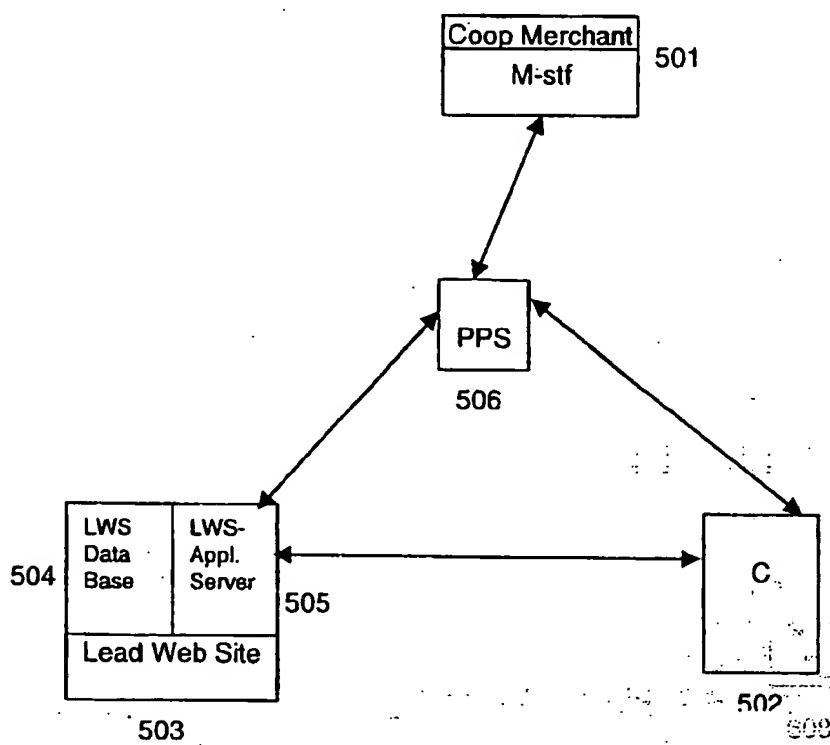 Coop Merchant
501
M-stf
PPS
506
LWS
Data
Base
LWS-
Appl.
Server
504
505
C
Lead Web Site
503
502